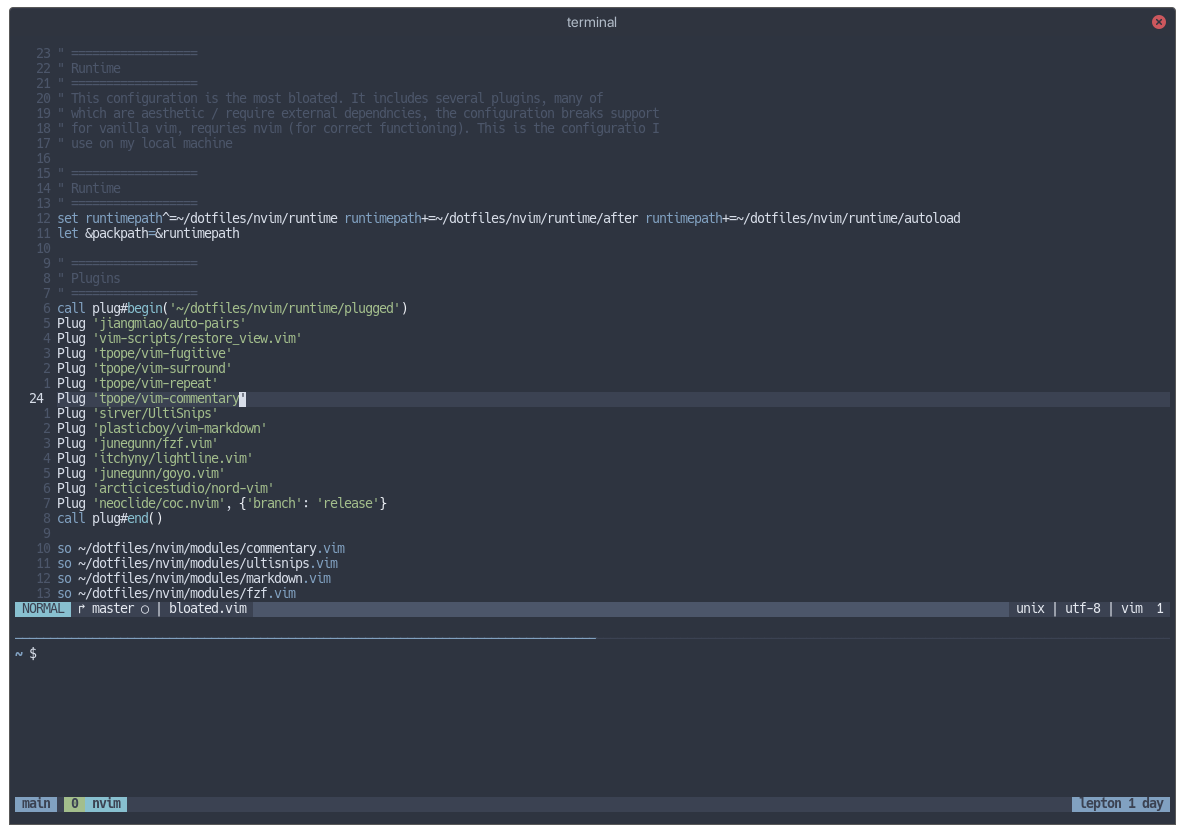 terminal
23 " ==================
22 " Runtime
21 " ==================
20 " This configuration is the most bloated. It includes several plugins, many of
19 " which are aesthetic / require external dependncies, the configuration breaks support
18 " for vanilla vim, requries nvim (for correct functioning). This is the configuratio I
17 " use on my local machine
16
15 " ==================
14 " Runtime
13 " ==================
12 set runtimepath^=~/dotfiles/nvim/runtime runtimepath+=~/dotfiles/nvim/runtime/after runtimepath+=~/dotfiles/nvim/runtime/autoload
11 let &packpath=&runtimepath
10
9 " ==================
8 " Plugins
7 " ==================
6 call plug#begin('~/dotfiles/nvim/runtime/plugged')
5 Plug 'jiangmiao/auto-pairs'
4 Plug 'vim-scripts/restore_view.vim'
3 Plug 'tpope/vim-fugitive'
2 Plug 'tpope/vim-surround'
1 Plug 'tpope/vim-repeat'
24 Plug 'tpope/vim-commentary'
1 Plug 'sirver/UltiSnips'
2 Plug 'plasticboy/vim-markdown'
3 Plug 'junegunn/fzf.vim'
4 Plug 'itchyny/lightline.vim'
5 Plug 'junegunn/goyo.vim'
6 Plug 'arcticicestudio/nord-vim'
7 Plug 'neoclide/coc.nvim', {'branch': 'release'}
8 call plug#end()
9
10 so ~/dotfiles/nvim/modules/commentary.vim
11 so ~/dotfiles/nvim/modules/ultisnips.vim
12 so ~/dotfiles/nvim/modules/markdown.vim
13 so ~/dotfiles/nvim/modules/fzf.vim
NORMAL master ○ | bloated.vim unix | utf-8 | vim 1
~ $
main 0 nvim lepton 1 day